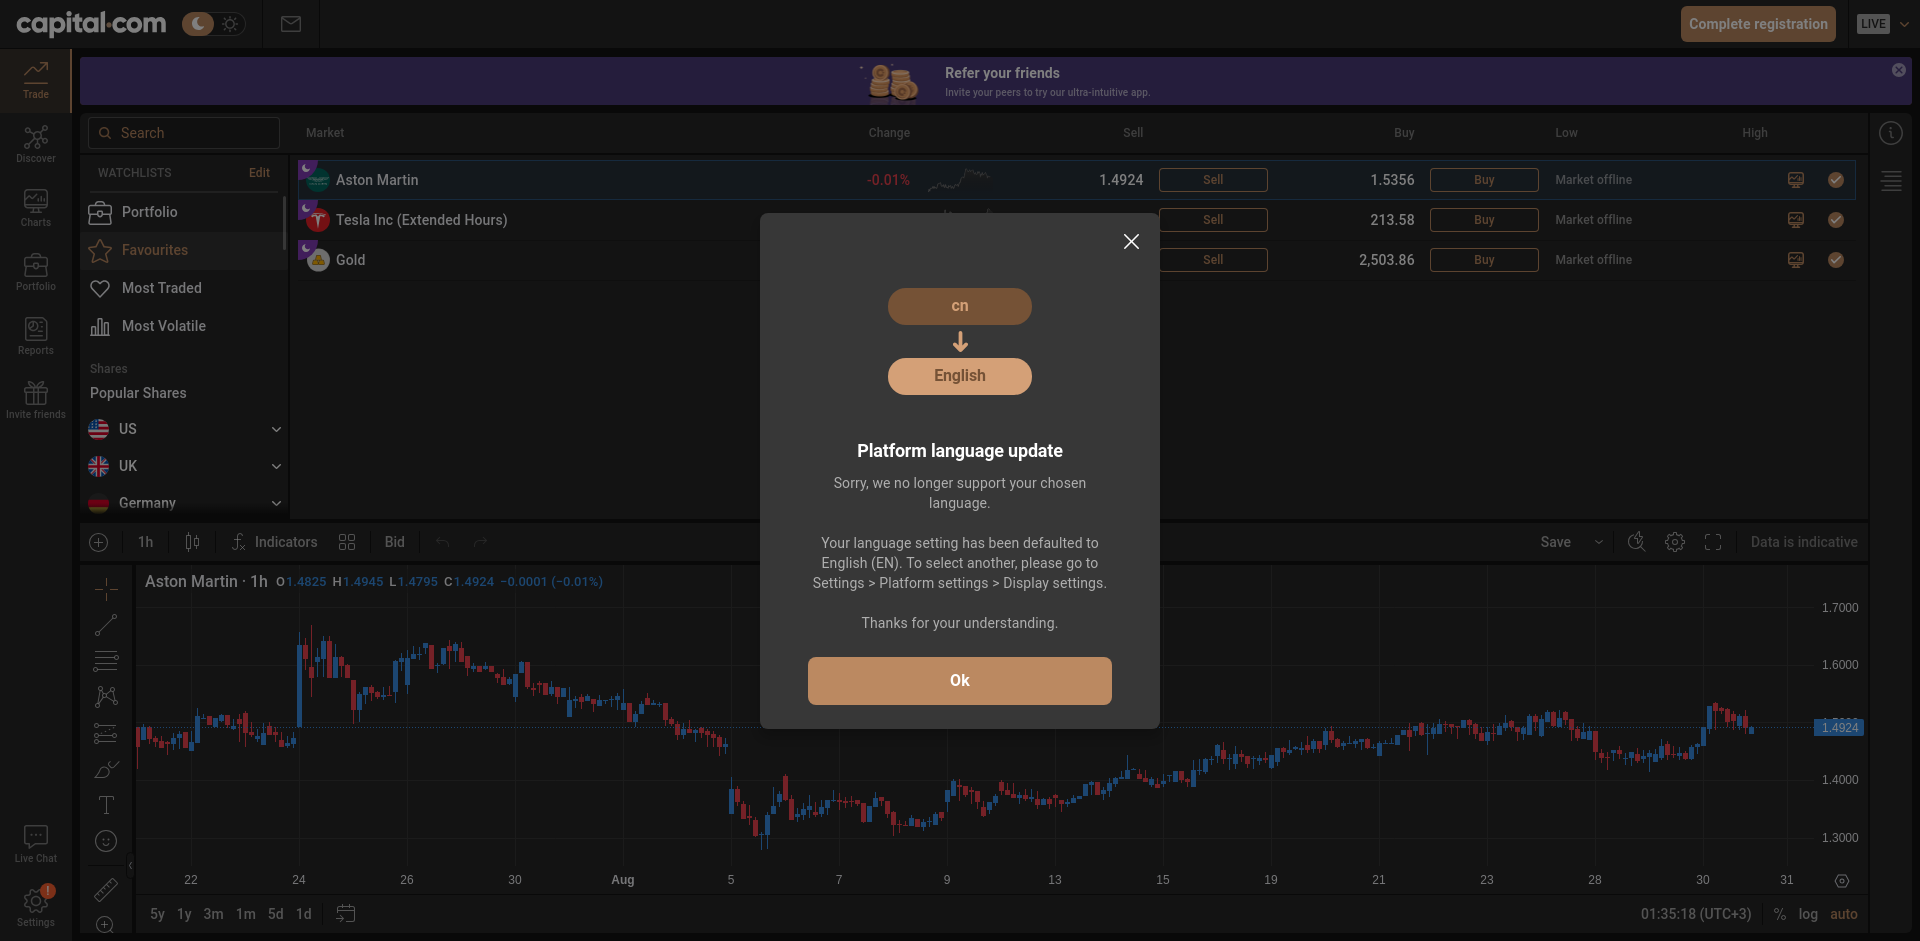 capital.com
Complete registration
LIVE
Trade
Discover
Charts
Portfolio
Reports
Invite friends
Live Chat
Settings
!
Refer your friends
Invite your peers to try our ultra-intuitive app.
Search
Market Change Sell Buy Low High
WATCHLISTS Edit
Portfolio
Favourites
Most Traded
Most Volatile
Shares
Popular Shares
US
UK
Germany
Aston Martin -0.01% 1.4924 Sell 1.5356 Buy Market offline
Tesla Inc (Extended Hours) Sell 213.58 Buy Market offline
Gold Sell 2,503.86 Buy Market offline
cn
English
Platform language update
Sorry, we no longer support your chosen
language.
Your language setting has been defaulted to
English (EN). To select another, please go to
Settings > Platform settings > Display settings.
Thanks for your understanding.
Ok
1h Indicators Bid Save Data is indicative
Aston Martin · 1h O1.4825 H1.4945 L1.4795 C1.4924 −0.0001 (−0.01%)
1.7000
1.6000
1.4924
1.4000
1.3000
22 24 26 30 Aug 5 7 9 13 15 19 21 23 28 30 31
5y 1y 3m 1m 5d 1d 01:35:18 (UTC+3) % log auto